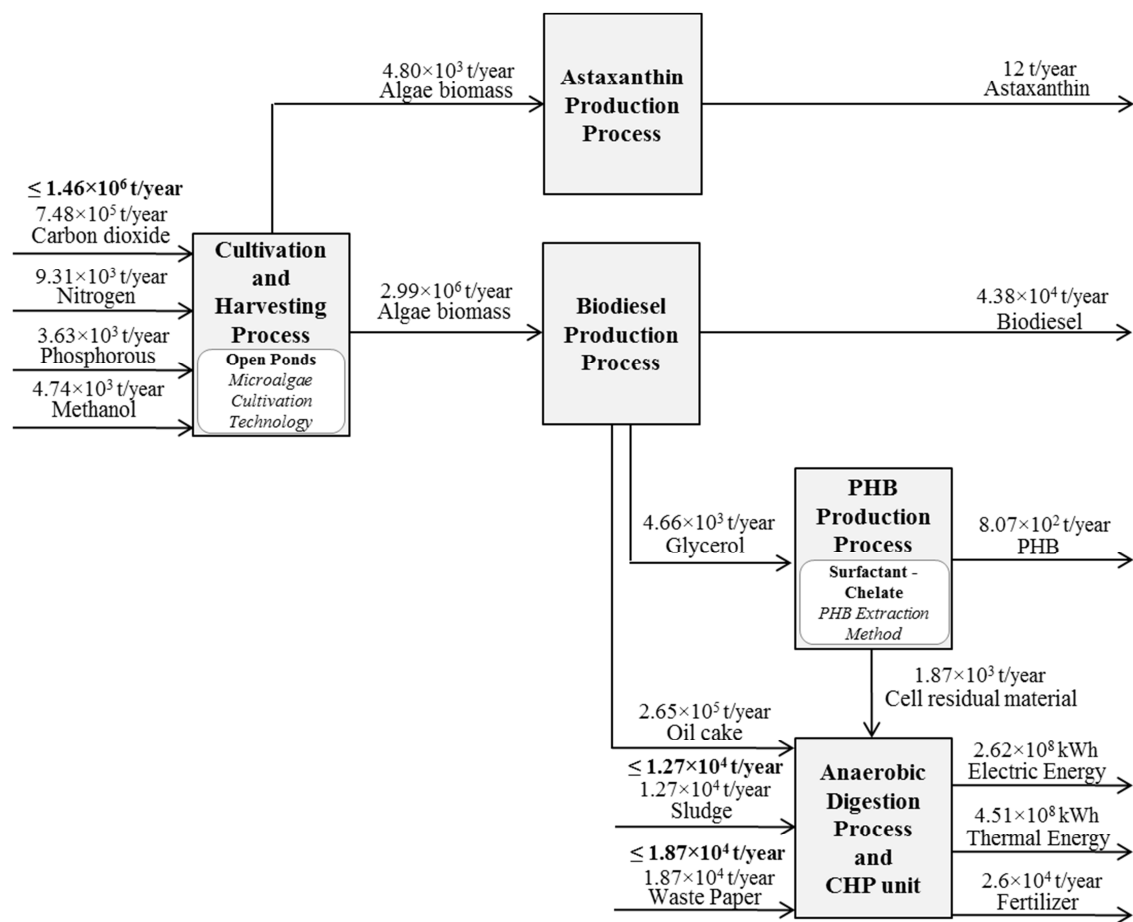 4.80×10³ t/year
Algae biomass
Astaxanthin
Production
Process
12 t/year
Astaxanthin
≤ 1.46×10⁶ t/year
7.48×10⁵ t/year
Carbon dioxide
9.31×10³ t/year
Nitrogen
3.63×10³ t/year
Phosphorous
4.74×10³ t/year
Methanol
Cultivation
and
Harvesting
Process
Open Ponds
Microalgae
Cultivation
Technology
2.99×10⁶ t/year
Algae biomass
Biodiesel
Production
Process
4.38×10⁴ t/year
Biodiesel
4.66×10³ t/year
Glycerol
PHB
Production
Process
Surfactant -
Chelate
PHB Extraction
Method
8.07×10² t/year
PHB
1.87×10³ t/year
Cell residual material
2.65×10⁵ t/year
Oil cake
≤ 1.27×10⁴ t/year
1.27×10⁴ t/year
Sludge
≤ 1.87×10⁴ t/year
1.87×10⁴ t/year
Waste Paper
Anaerobic
Digestion
Process
and
CHP unit
2.62×10⁸ kWh
Electric Energy
4.51×10⁸ kWh
Thermal Energy
2.6×10⁴ t/year
Fertilizer